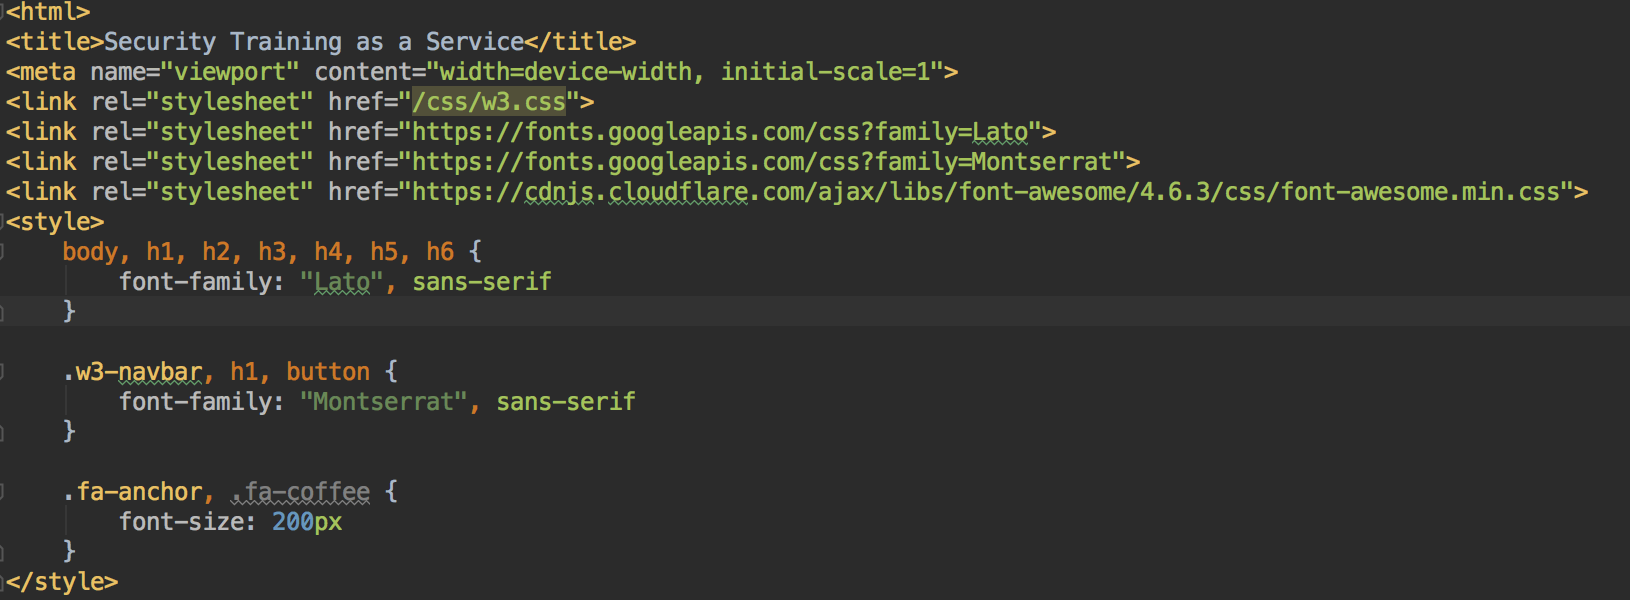 <html>
<title>Security Training as a Service</title>
<meta name="viewport" content="width=device-width, initial-scale=1">
<link rel="stylesheet" href="/css/w3.css">
<link rel="stylesheet" href="https://fonts.googleapis.com/css?family=Lato">
<link rel="stylesheet" href="https://fonts.googleapis.com/css?family=Montserrat">
<link rel="stylesheet" href="https://cdnjs.cloudflare.com/ajax/libs/font-awesome/4.6.3/css/font-awesome.min.css">
<style>
    body, h1, h2, h3, h4, h5, h6 {
        font-family: "Lato", sans-serif
    }

    .w3-navbar, h1, button {
        font-family: "Montserrat", sans-serif
    }

    .fa-anchor, .fa-coffee {
        font-size: 200px
    }
</style>